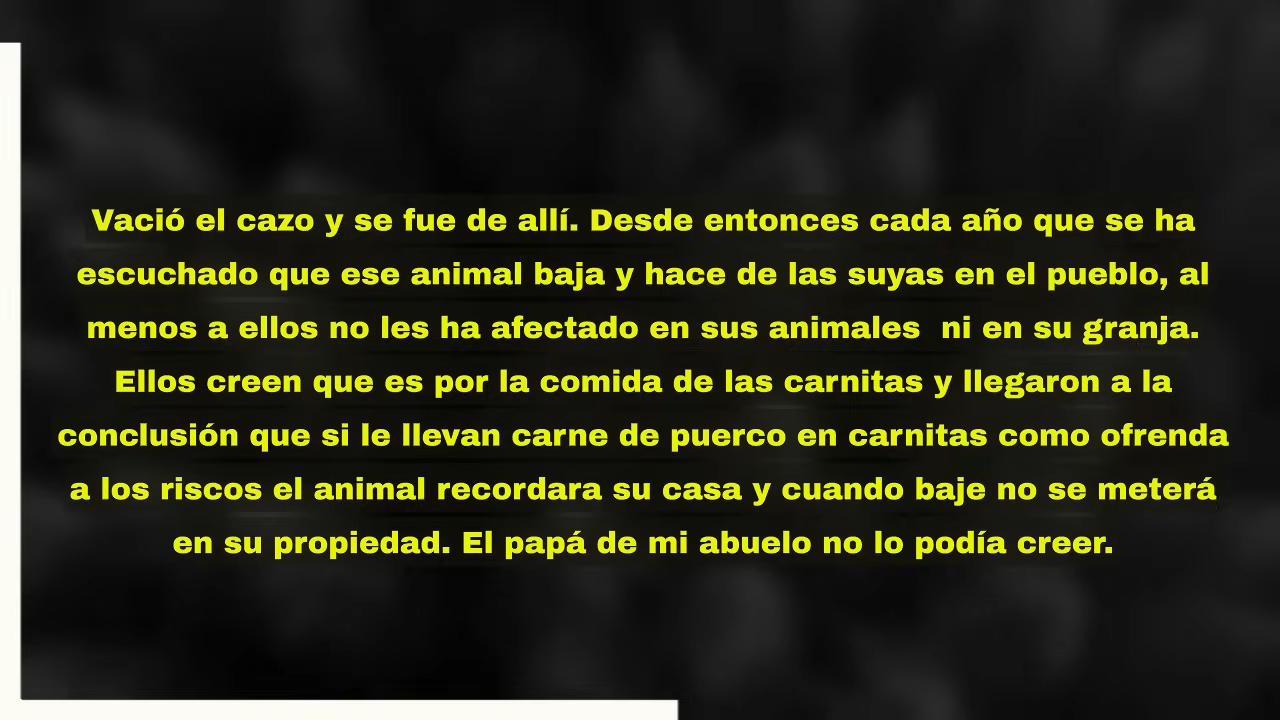 Vació el cazo y se fue de allí. Desde entonces cada año que se ha
escuchado que ese animal baja y hace de las suyas en el pueblo, al
menos a ellos no les ha afectado en sus animales  ni en su granja.
Ellos creen que es por la comida de las carnitas y llegaron a la
conclusión que si le llevan carne de puerco en carnitas como ofrenda
a los riscos el animal recordara su casa y cuando baje no se meterá
en su propiedad. El papá de mi abuelo no lo podía creer.